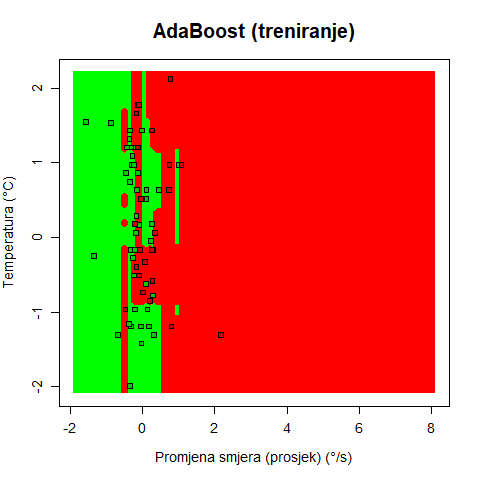 AdaBoost (treniranje)
Temperatura (°C)
2
1
0
-1
-2
-2 0 2 4 6 8
Promjena smjera (prosjek) (°/s)